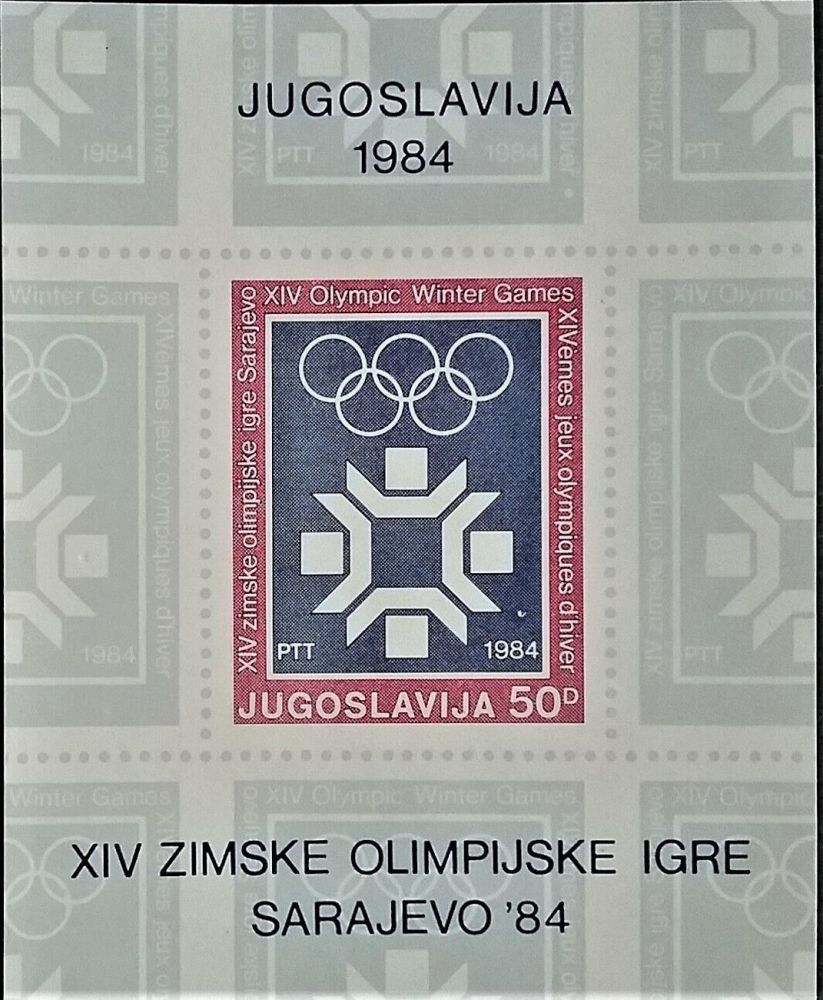 JUGOSLAVIJA
1984
XIV Olympic Winter Games
XIV zimske olimpijske igre Sarajevo
XIVèmes jeux olympiques d'hiver
PTT
1984
JUGOSLAVIJA 50D
XIV ZIMSKE OLIMPIJSKE IGRE
SARAJEVO '84